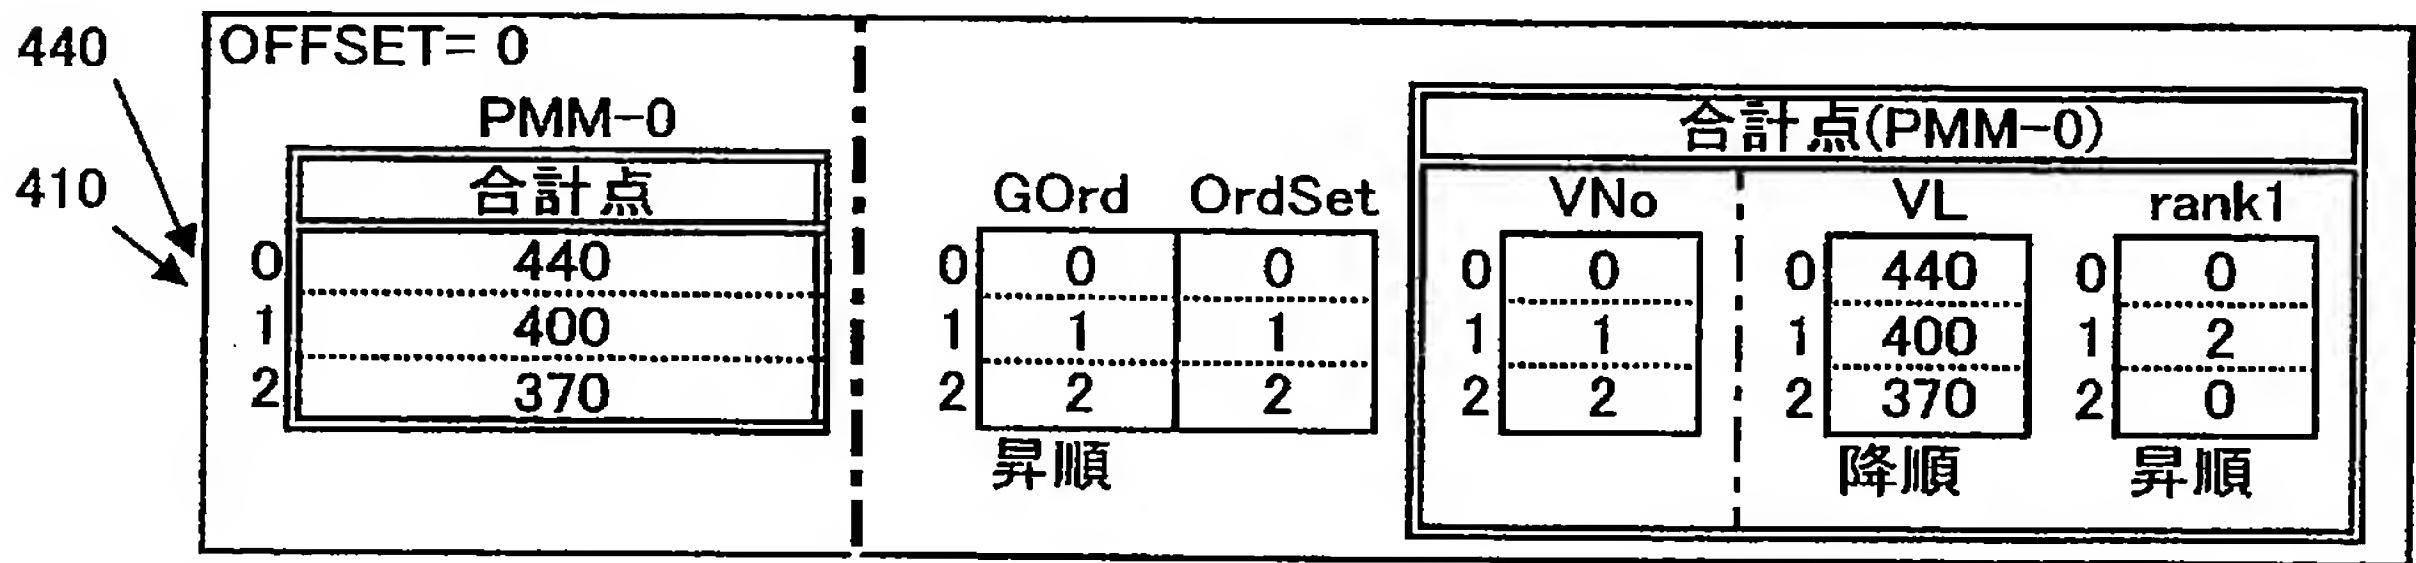 440
410
OFFSET= 0
PMM-0
合計点
0 440
1 400
2 370
GOrd OrdSet
0 0 0
1 1 1
2 2 2
昇順
合計点(PMM-0)
VNo VL rank1
0 0 0 440 0 0
1 1 1 400 1 2
2 2 2 370 2 0
降順 昇順